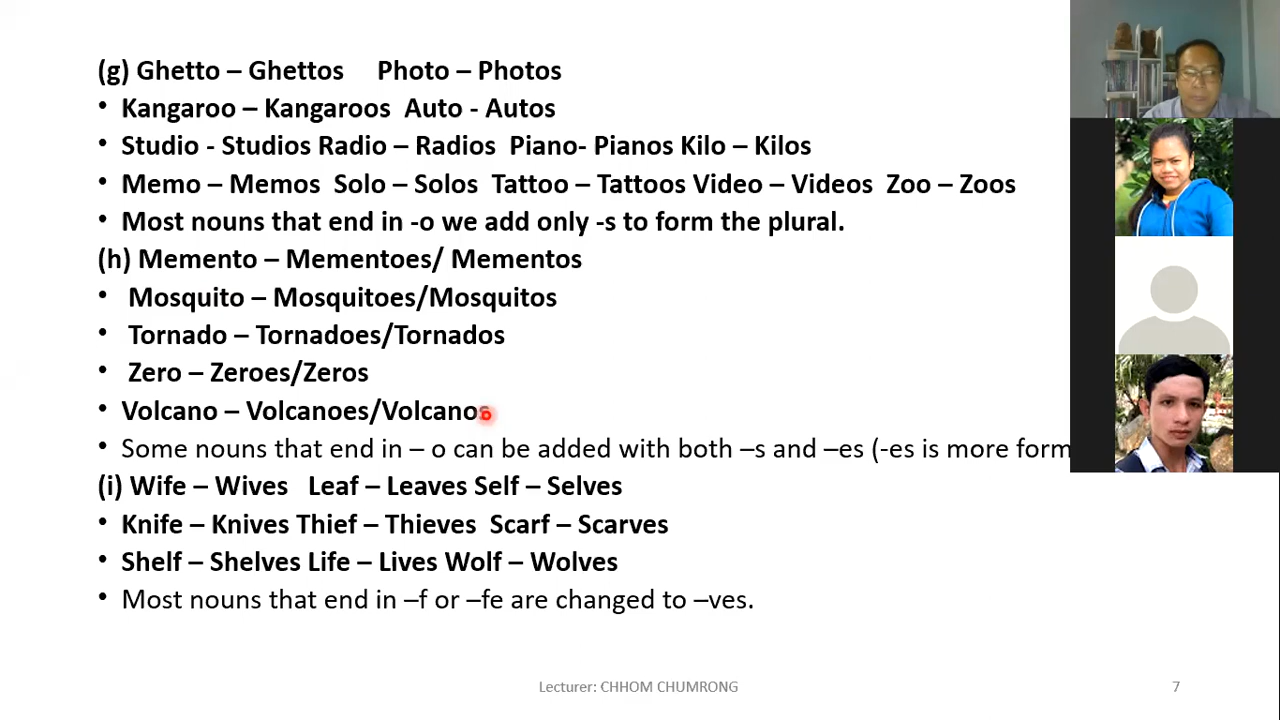 (g) Ghetto – Ghettos Photo – Photos
• Kangaroo – Kangaroos Auto - Autos
• Studio - Studios Radio – Radios Piano- Pianos Kilo – Kilos
• Memo – Memos Solo – Solos Tattoo – Tattoos Video – Videos Zoo – Zoos
• Most nouns that end in -o we add only -s to form the plural.
(h) Memento – Mementoes/ Mementos
• Mosquito – Mosquitoes/Mosquitos
• Tornado – Tornadoes/Tornados
• Zero – Zeroes/Zeros
• Volcano – Volcanoes/Volcanos
• Some nouns that end in – o can be added with both –s and –es (-es is more form
(i) Wife – Wives Leaf – Leaves Self – Selves
• Knife – Knives Thief – Thieves Scarf – Scarves
• Shelf – Shelves Life – Lives Wolf – Wolves
• Most nouns that end in –f or –fe are changed to –ves.
Lecturer: CHHOM CHUMRONG 7